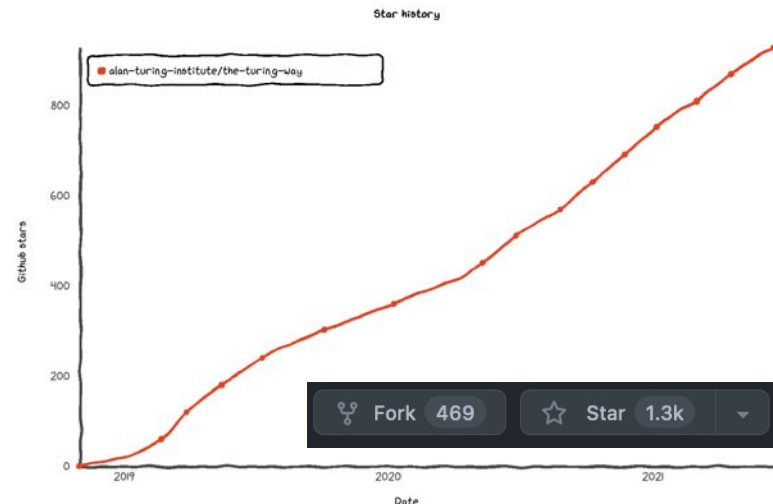 Star history
alan-turing-institute/the-turing-way
800
600
400
200
0
Github stars
Fork 469 Star 1.3k
2019 2020 2021
Date